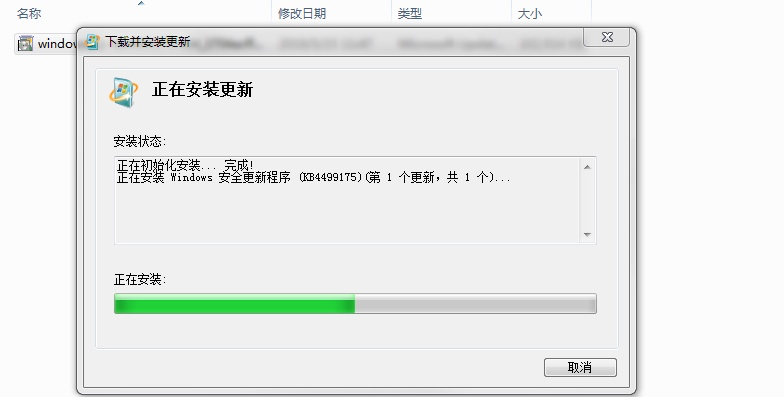 名称 修改日期 类型 大小
下载并安装更新
正在安装更新
安装状态:
正在初始化安装... 完成!
正在安装 Windows 安全更新程序 (KB4499175)(第 1 个更新，共 1 个)...
正在安装:
取消